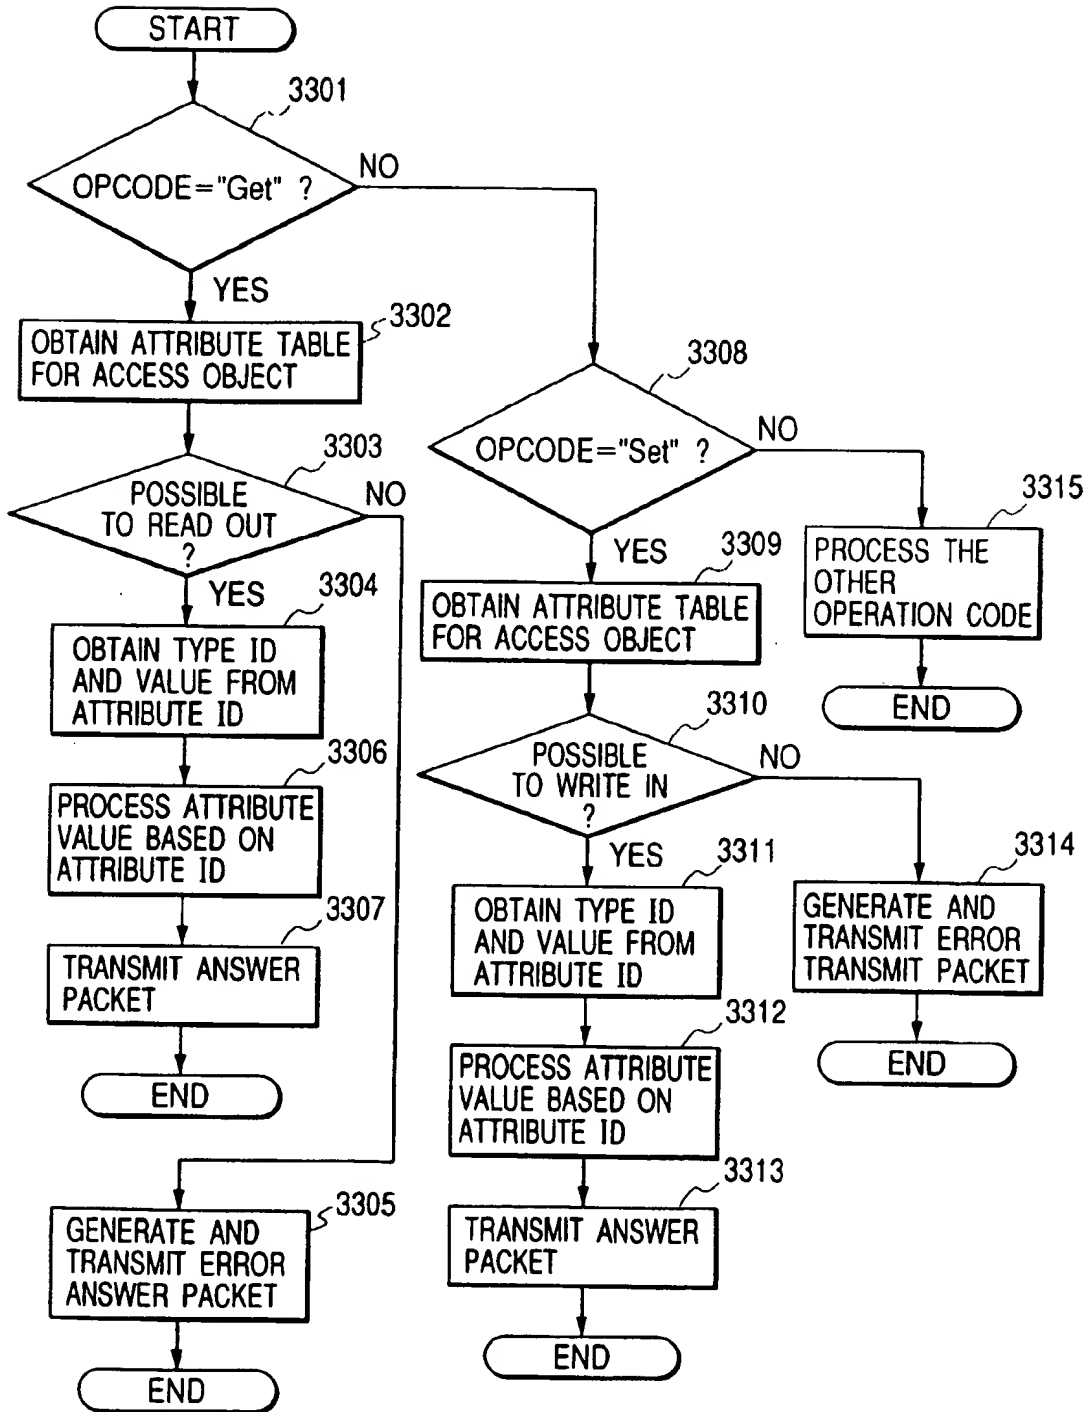 START
3301
OPCODE="Get" ?
NO
YES
3302
OBTAIN ATTRIBUTE TABLE
FOR ACCESS OBJECT
3303
POSSIBLE
TO READ OUT
?
NO
YES
3304
OBTAIN TYPE ID
AND VALUE FROM
ATTRIBUTE ID
3306
PROCESS ATTRIBUTE
VALUE BASED ON
ATTRIBUTE ID
3307
TRANSMIT ANSWER
PACKET
END
3305
GENERATE AND
TRANSMIT ERROR
ANSWER PACKET
END
3308
OPCODE="Set" ?
NO
YES
3309
OBTAIN ATTRIBUTE TABLE
FOR ACCESS OBJECT
3310
POSSIBLE
TO WRITE IN
?
NO
YES
3311
OBTAIN TYPE ID
AND VALUE FROM
ATTRIBUTE ID
3312
PROCESS ATTRIBUTE
VALUE BASED ON
ATTRIBUTE ID
3313
TRANSMIT ANSWER
PACKET
END
3315
PROCESS THE
OTHER
OPERATION CODE
END
3314
GENERATE AND
TRANSMIT ERROR
TRANSMIT PACKET
END